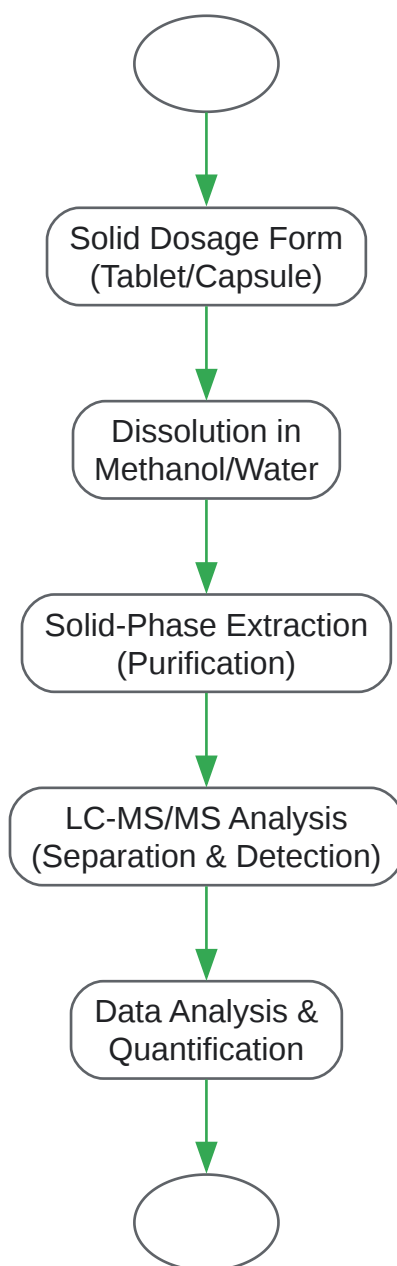 Solid Dosage Form
(Tablet/Capsule)
Dissolution in
Methanol/Water
Solid-Phase Extraction
(Purification)
LC-MS/MS Analysis
(Separation & Detection)
Data Analysis &
Quantification